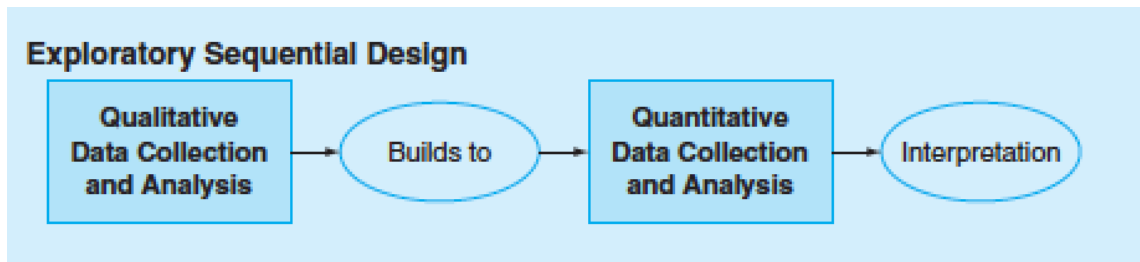 Exploratory Sequential Design
Qualitative
Data Collection
and Analysis
Builds to
Quantitative
Data Collection
and Analysis
Interpretation